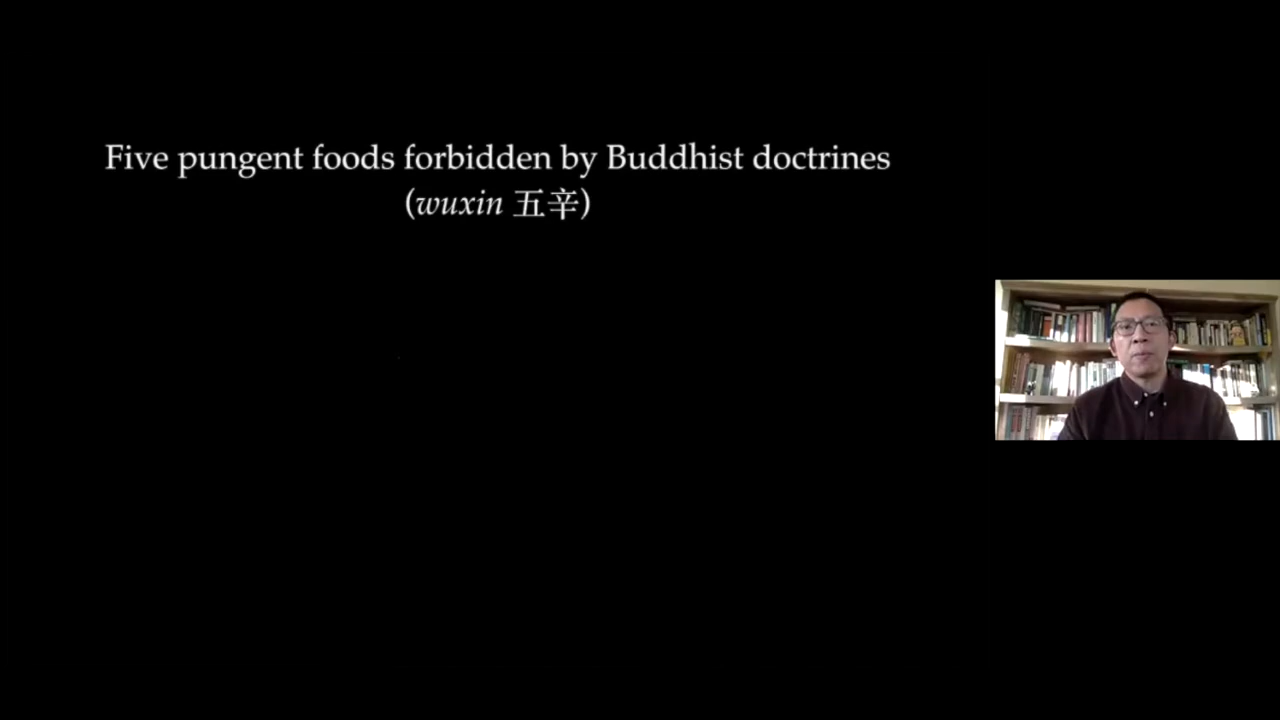 Five pungent foods forbidden by Buddhist doctrines
(wuxin 五辛)